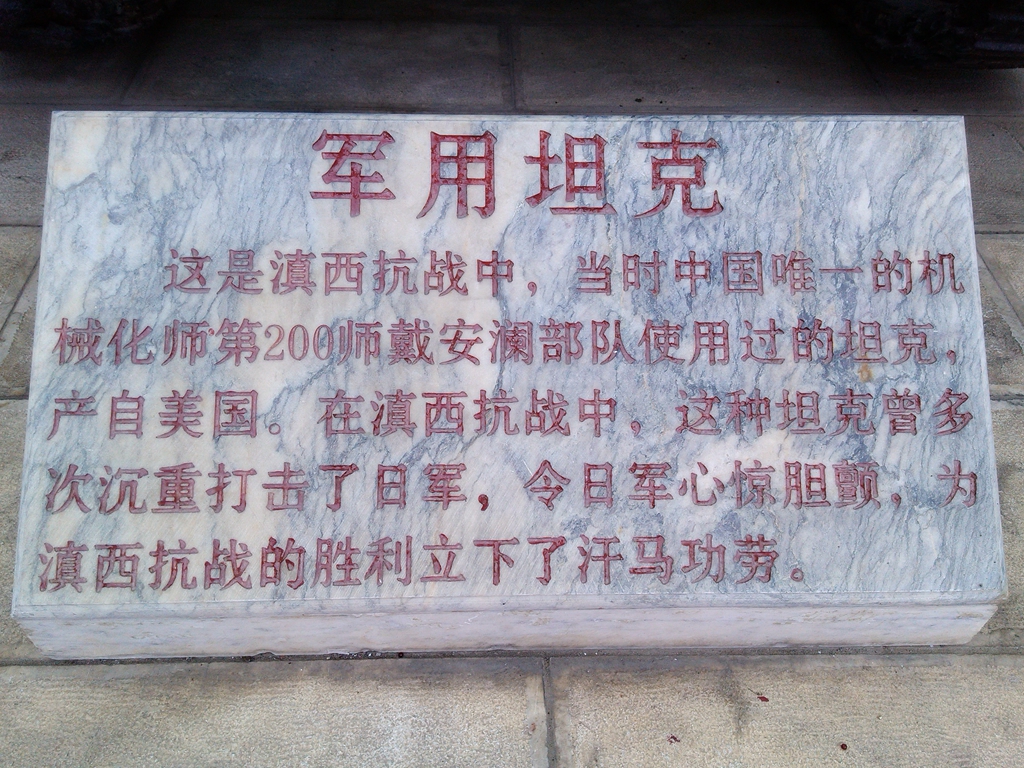 军用坦克
这是滇西抗战中，当时中国唯一的机
械化师第200师戴安澜部队使用过的坦克，
产自美国。在滇西抗战中，这种坦克曾多
次沉重打击了日军，令日军心惊胆颤，为
滇西抗战的胜利立下了汗马功劳。